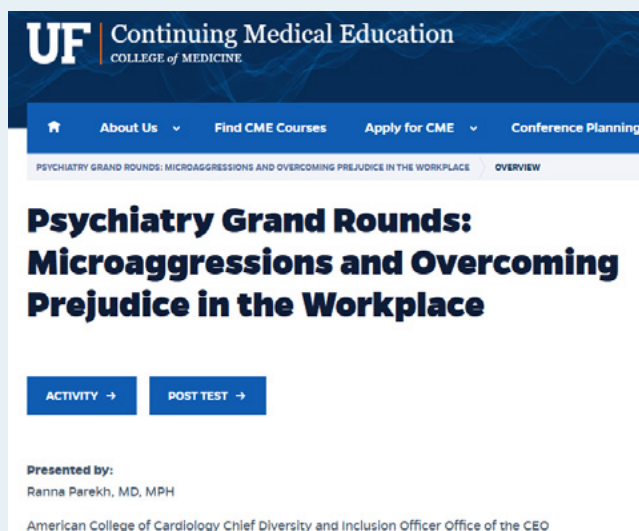 UF Continuing Medical Education
COLLEGE of MEDICINE
About Us Find CME Courses Apply for CME Conference Planning
PSYCHIATRY GRAND ROUNDS: MICROAGGRESSIONS AND OVERCOMING PREJUDICE IN THE WORKPLACE OVERVIEW
Psychiatry Grand Rounds:
Microaggressions and Overcoming
Prejudice in the Workplace
ACTIVITY → POST TEST →
Presented by:
Ranna Parekh, MD, MPH
American College of Cardiology Chief Diversity and Inclusion Officer Office of the CEO